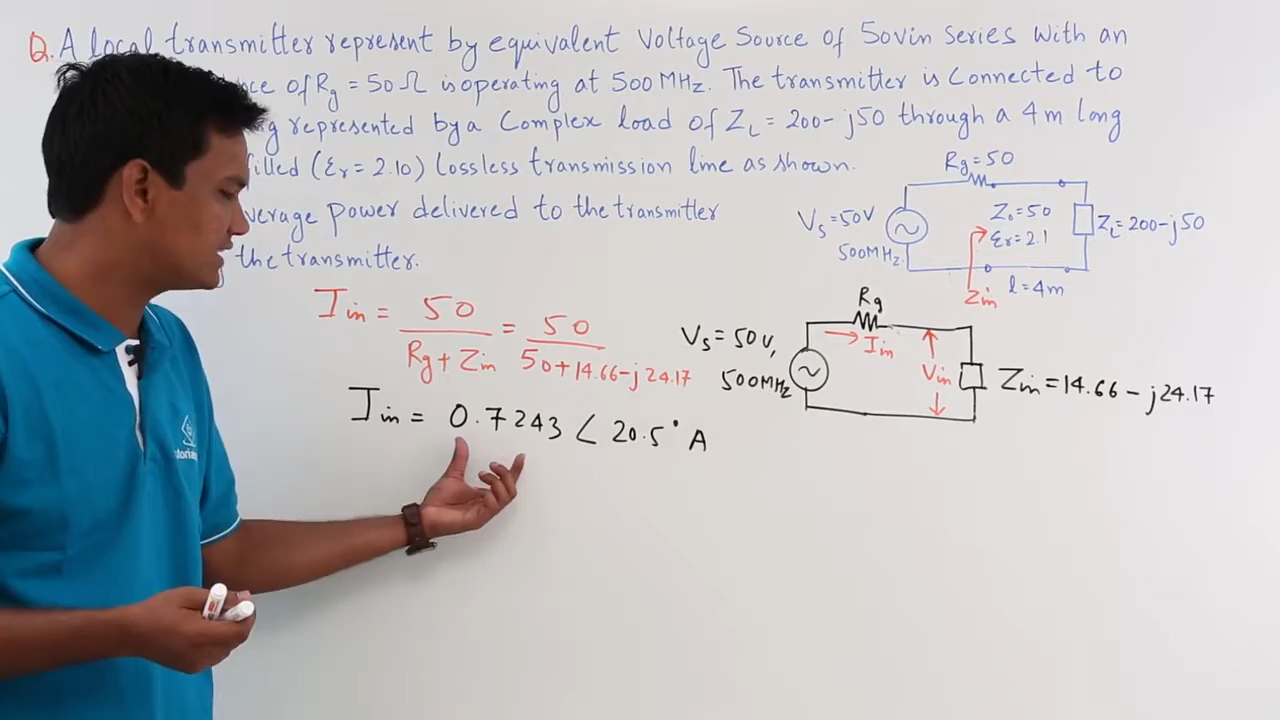 Q. A local transmitter represent by equivalent Voltage Source of 50v in Series with an
of Rg = 50 Ω is operating at 500 MHz. The transmitter is Connected to
represented by a Complex load of ZL = 200 - j50 through a 4 m long
filled (Ɛr = 2.10) Lossless transmission line as shown.
average power delivered to the transmitter
the transmitter.
Rg = 50
Vs = 50V
500MHz
Z0 = 50
Ɛr = 2.1
ZL = 200 - j50
Zin
l = 4m
Iin = 50 / Rg + Zin = 50 / 50 + 14.66 - j24.17
Iin = 0.7243 < 20.5° A
Rg
Vs = 50V,
500MHz
Iin
Vin
Zin = 14.66 - j24.17